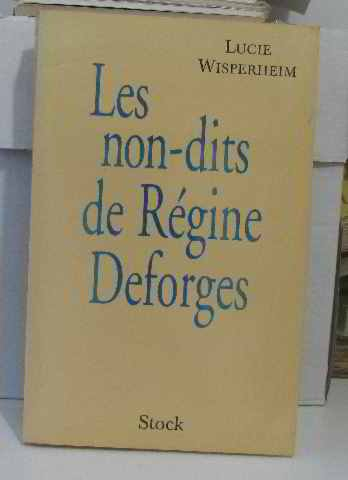 LUCIE
WISPERHEIM
Les
non-dits
de Régine
Deforges
Stock